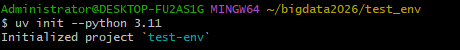 Administrator@DESKTOP-FU2AS1G MINGW64 ~/bigdata2026/test_env
$ uv init --python 3.11
Initialized project `test-env`